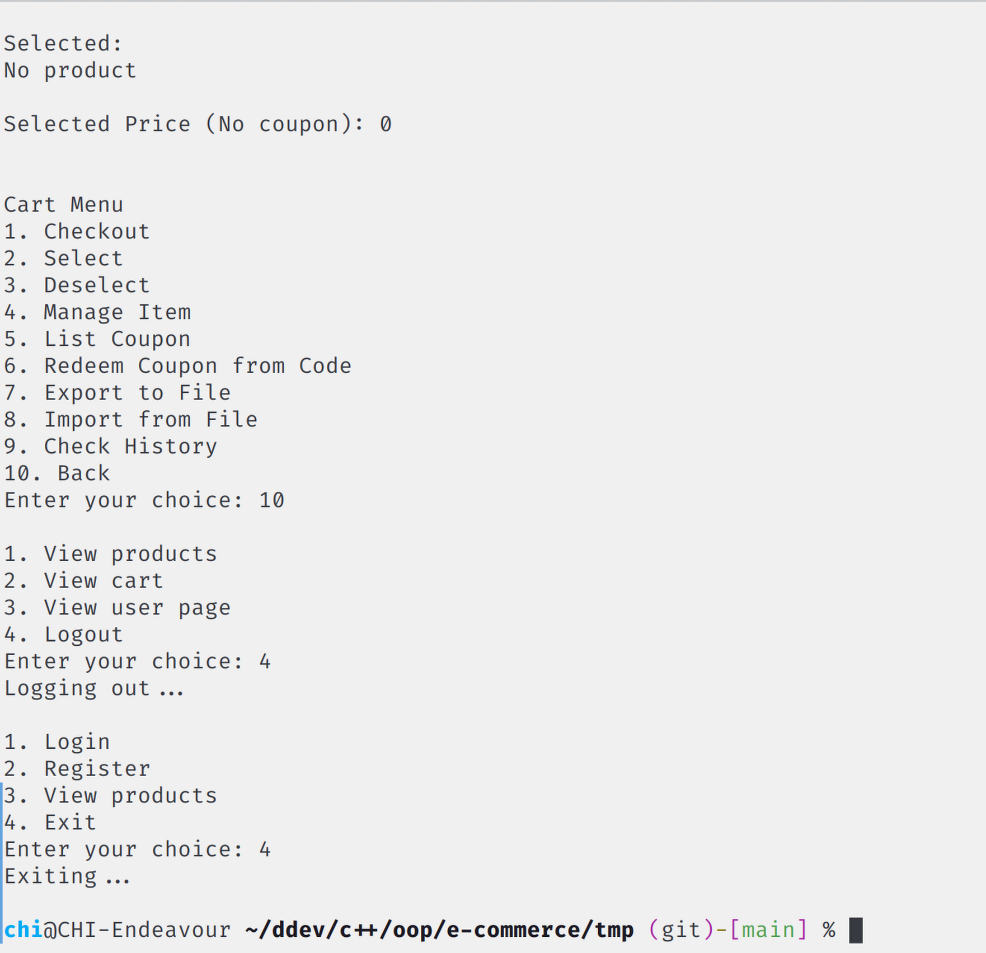 Selected:
No product
Selected Price (No coupon): 0
Cart Menu
1. Checkout
2. Select
3. Deselect
4. Manage Item
5. List Coupon
6. Redeem Coupon from Code
7. Export to File
8. Import from File
9. Check History
10. Back
Enter your choice: 10
1. View products
2. View cart
3. View user page
4. Logout
Enter your choice: 4
Logging out...
1. Login
2. Register
3. View products
4. Exit
Enter your choice: 4
Exiting...
chi@CHI-Endeavour ~/ddev/c++/oop/e-commerce/tmp (git)-[main] %